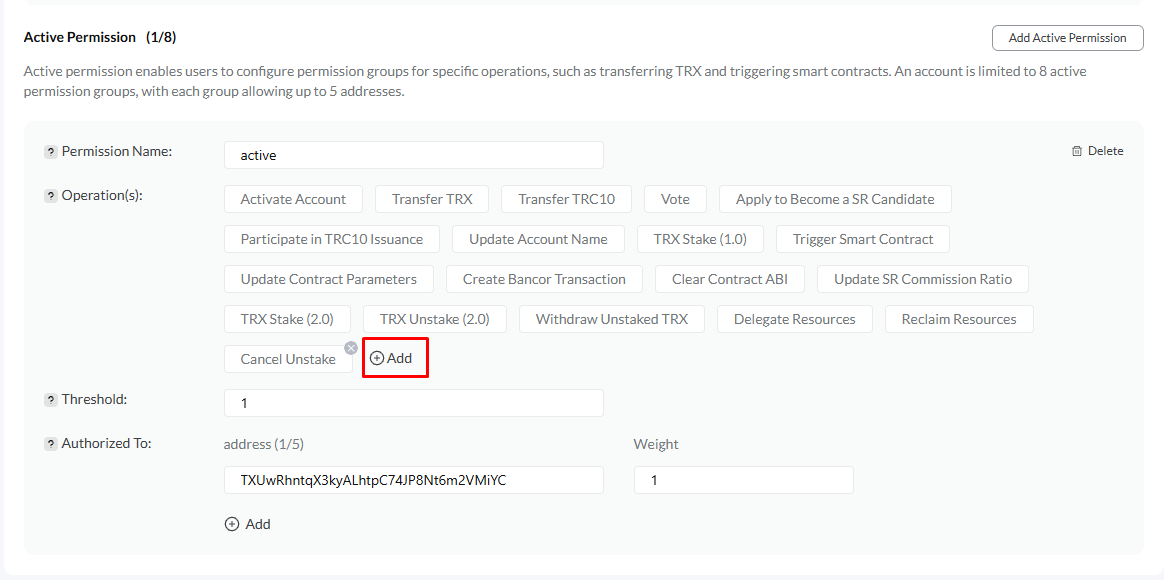 Active Permission (1/8)
Add Active Permission
Active permission enables users to configure permission groups for specific operations, such as transferring TRX and triggering smart contracts. An account is limited to 8 active
permission groups, with each group allowing up to 5 addresses.
? Permission Name:
active
Delete
? Operation(s):
Activate Account Transfer TRX Transfer TRC10 Vote Apply to Become a SR Candidate
Participate in TRC10 Issuance Update Account Name TRX Stake (1.0) Trigger Smart Contract
Update Contract Parameters Create Bancor Transaction Clear Contract ABI Update SR Commission Ratio
TRX Stake (2.0) TRX Unstake (2.0) Withdraw Unstaked TRX Delegate Resources Reclaim Resources
Cancel Unstake Add
? Threshold:
1
? Authorized To:
address (1/5) Weight
TXUwRhntqX3kyALhtpC74JP8Nt6m2VMiYC 1
Add